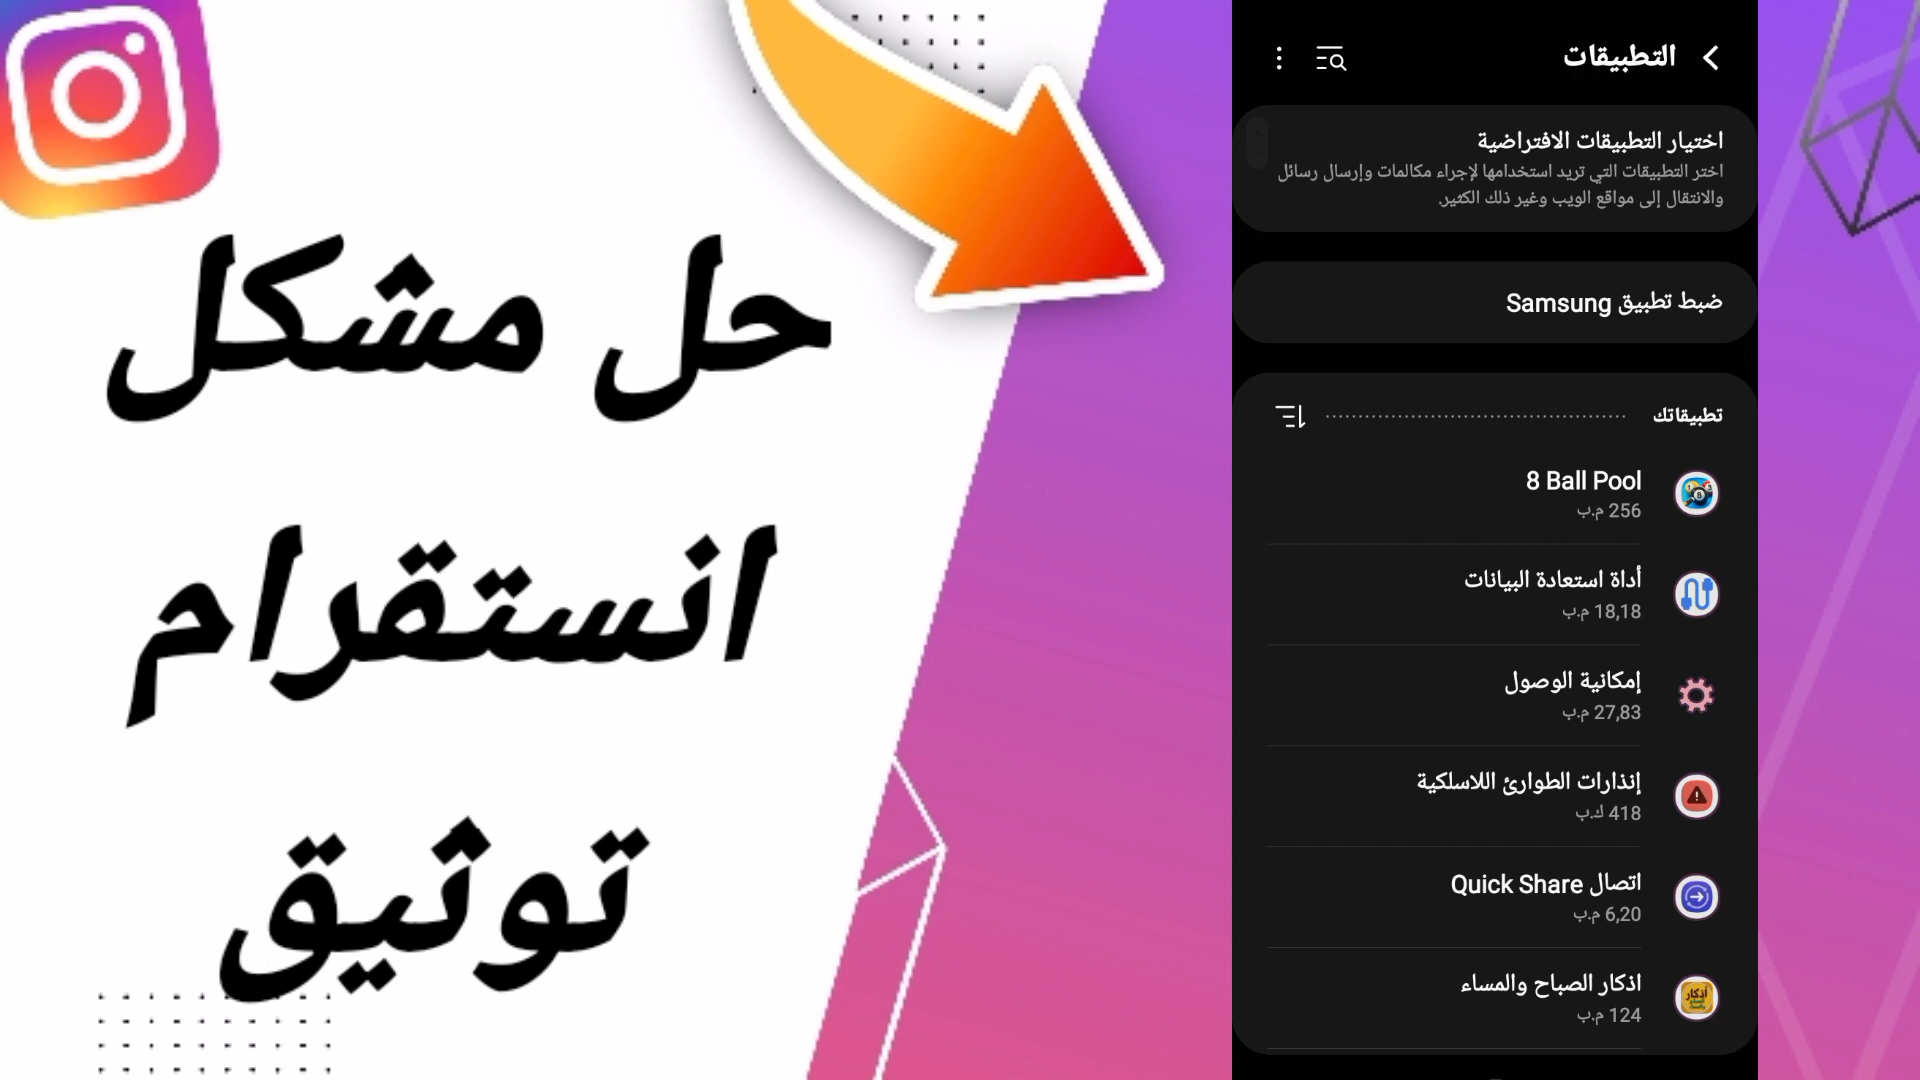 حل مشكل
انستقرام
توثيق
التطبيقات
اختيار التطبيقات الافتراضية
اختر التطبيقات التي تريد استخدامها لإجراء مكالمات وإرسال رسائل
والانتقال إلى مواقع الويب وغير ذلك الكثير.
ضبط تطبيق Samsung
تطبيقاتك
8 Ball Pool
256 م.ب
أداة استعادة البيانات
18,18 م.ب
إمكانية الوصول
27,83 م.ب
إنذارات الطوارئ اللاسلكية
418 ك.ب
اتصال Quick Share
6,20 م.ب
اذكار الصباح والمساء
124 م.ب